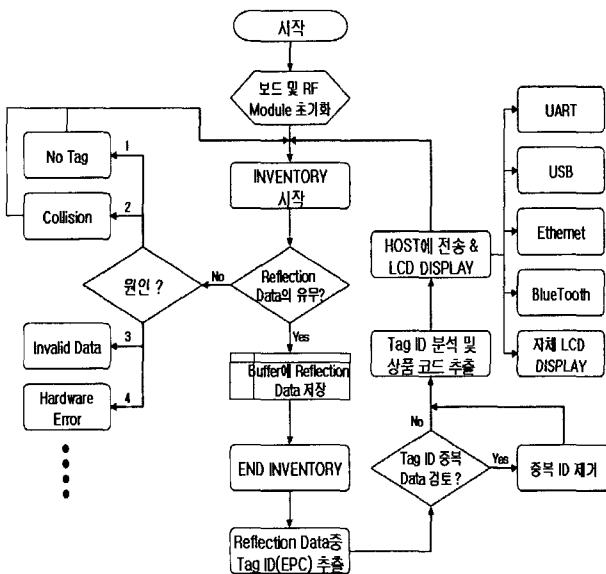 시작
보드 및 RF
Module 초기화
INVENTORY
시작
Reflection
Data의 유무?
No
Yes
원인 ?
1
No Tag
2
Collision
3
Invalid Data
4
Hardware
Error
Buffer에 Reflection
Data 저장
END INVENTORY
Reflection Data중
Tag ID(EPC) 추출
Tag ID 중복
Data 검토 ?
Yes
중복 ID 제거
No
Tag ID 분석 및
상품 코드 추출
HOST에 전송 &
LCD DISPLAY
UART
USB
Ethernet
BlueTooth
자체 LCD
DISPLAY